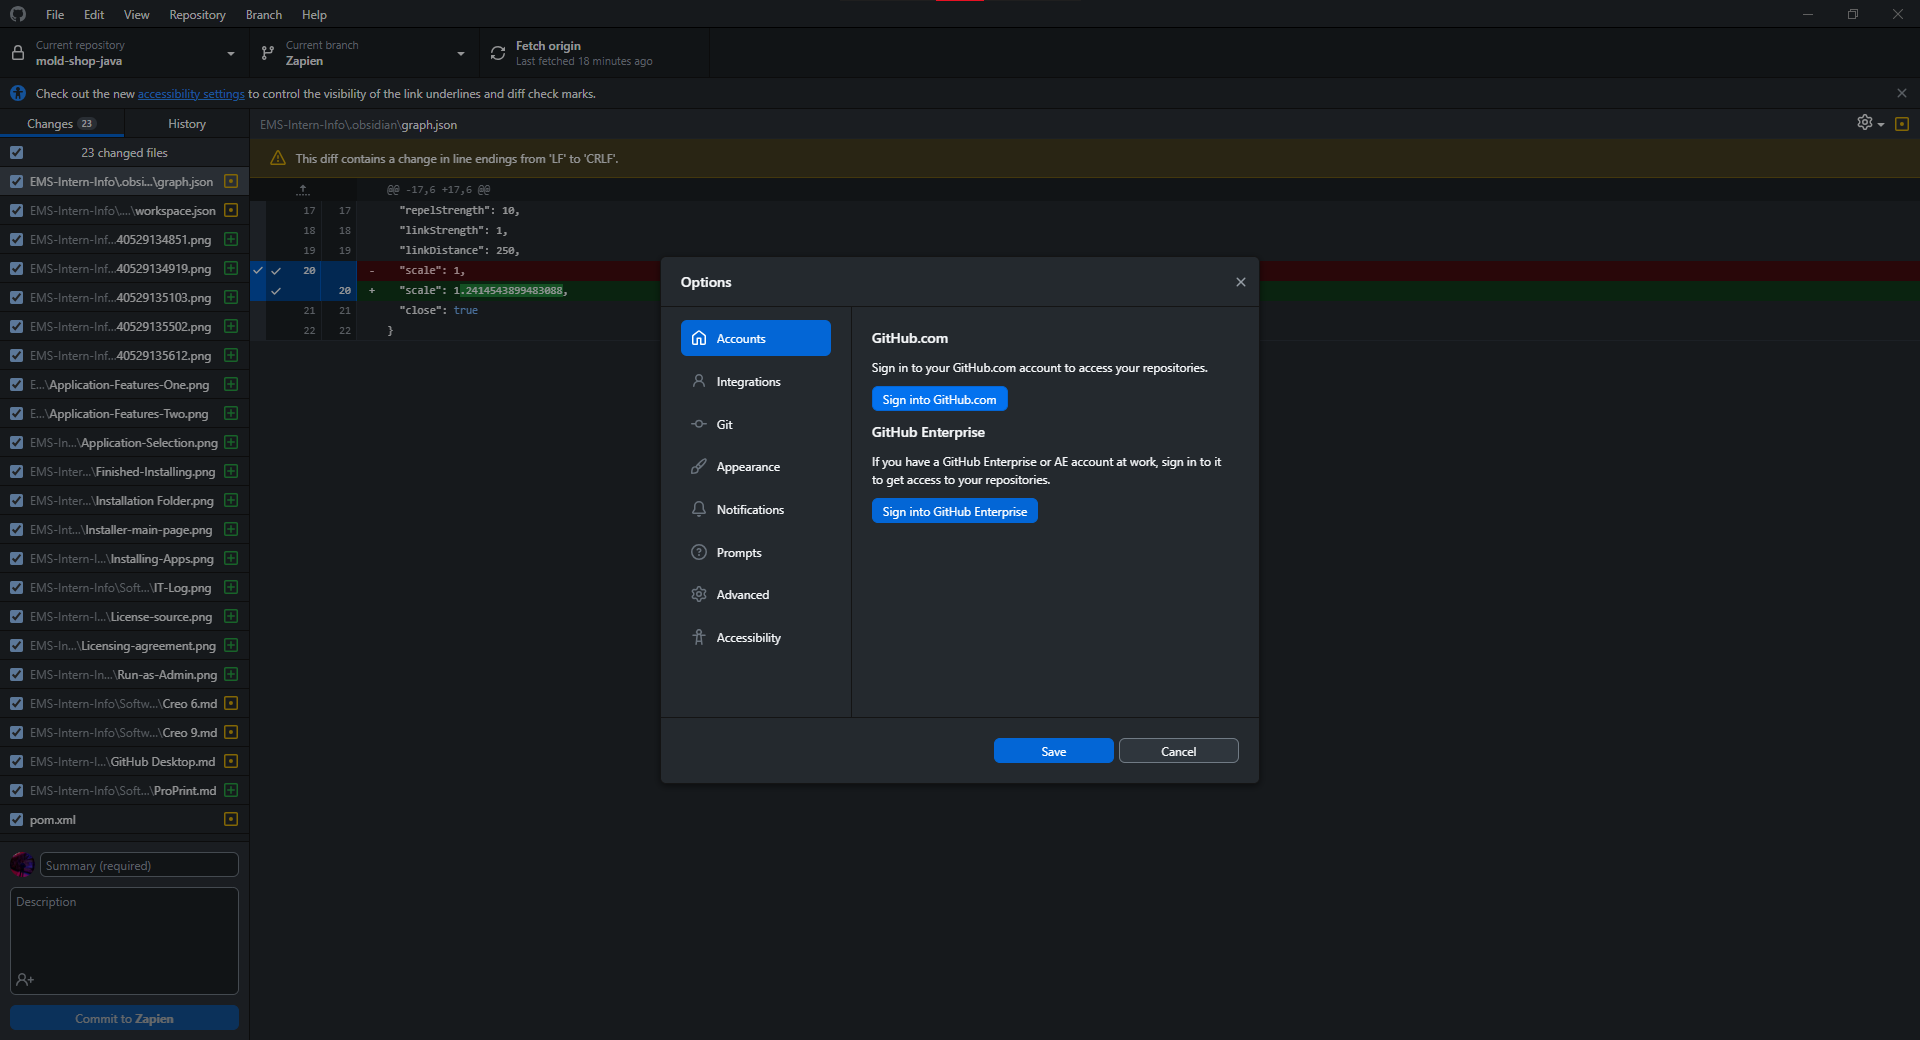 File Edit View Repository Branch Help
Current repository
mold-shop-java
Current branch
Zapien
Fetch origin
Last fetched 18 minutes ago
Check out the new accessibility settings to control the visibility of the link underlines and diff check marks.
Changes 23
History
EMS-Intern-Info\.obsidian\graph.json
23 changed files
This diff contains a change in line endings from 'LF' to 'CRLF'.
EMS-Intern-Info\.obsi...\graph.json
EMS-Intern-Info\....\workspace.json
EMS-Intern-Inf...40529134851.png
EMS-Intern-Inf...40529134919.png
EMS-Intern-Inf...40529135103.png
EMS-Intern-Inf...40529135502.png
EMS-Intern-Inf...40529135612.png
E...\Application-Features-One.png
E...\Application-Features-Two.png
EMS-In...\Application-Selection.png
EMS-Inter...\Finished-Installing.png
EMS-Inter...\Installation Folder.png
EMS-Int...\Installer-main-page.png
EMS-Intern-I...\Installing-Apps.png
EMS-Intern-Info\Soft...\IT-Log.png
EMS-Intern-I...\License-source.png
EMS-In...\Licensing-agreement.png
EMS-Intern-In...\Run-as-Admin.png
EMS-Intern-Info\Softw...\Creo 6.md
EMS-Intern-Info\Softw...\Creo 9.md
EMS-Intern-I...\GitHub Desktop.md
EMS-Intern-Info\Soft...\ProPrint.md
pom.xml
Summary (required)
Description
Commit to Zapien
@@ -17,6 +17,6 @@
17 17 "repelStrength": 10,
18 18 "linkStrength": 1,
19 19 "linkDistance": 250,
20 - "scale": 1,
20 + "scale": 1.2414543899483088,
21 21 "close": true
22 22 }
Options
Accounts
Integrations
Git
Appearance
Notifications
Prompts
Advanced
Accessibility
GitHub.com
Sign in to your GitHub.com account to access your repositories.
Sign into GitHub.com
GitHub Enterprise
If you have a GitHub Enterprise or AE account at work, sign in to it
to get access to your repositories.
Sign into GitHub Enterprise
Save
Cancel